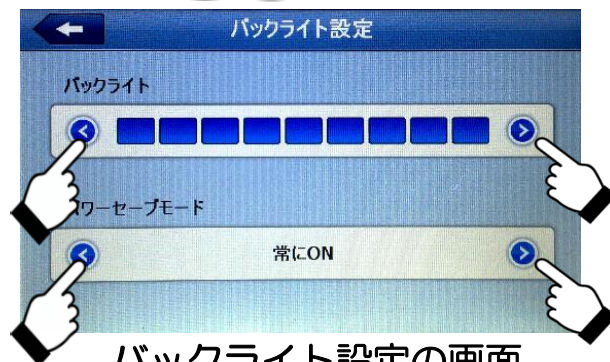 バックライト設定
バックライト
パワーセーブモード
常にON
バックライト設定の画面